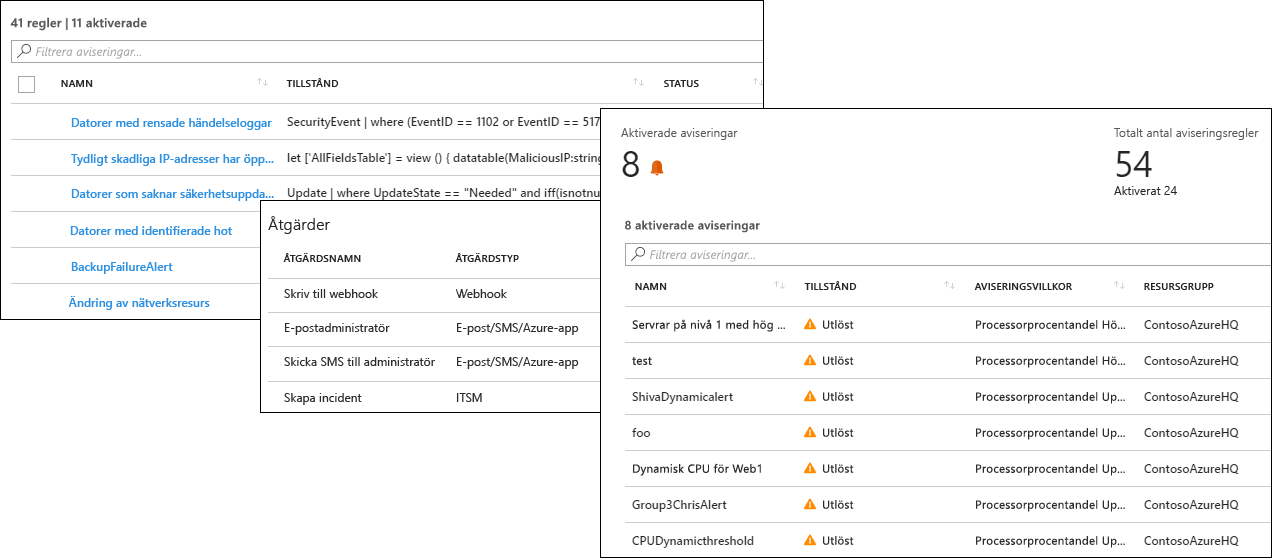 41 regler | 11 aktiverade
Filtrera aviseringar...
NAMN TILLSTÅND STATUS
Datorer med rensade händelseloggar SecurityEvent | where (EventID == 1102 or EventID == 517
Tydligt skadliga IP-adresser har öpp... let ['AllFieldsTable'] = view () { datatable(MaliciousIP:string
Datorer som saknar säkerhetsuppda... Update | where UpdateState == "Needed" and iff(isnotnu
Datorer med identifierade hot
BackupFailureAlert
Ändring av nätverksresurs
Åtgärder
ÅTGÄRDSNAMN ÅTGÄRDSTYP
Skriv till webhook Webhook
E-postadministratör E-post/SMS/Azure-app
Skicka SMS till administratör E-post/SMS/Azure-app
Skapa incident ITSM
Aktiverade aviseringar Totalt antal aviseringsregler
8 54
Aktiverat 24
8 aktiverade aviseringar
Filtrera aviseringar...
NAMN TILLSTÅND AVISERINGSVILLKOR RESURSGRUPP
Servrar på nivå 1 med hög ... Utlöst Processorprocentandel Hö... ContosoAzureHQ
test Utlöst Processorprocentandel Hö... ContosoAzureHQ
ShivaDynamicalert Utlöst Processorprocentandel Up... ContosoAzureHQ
foo Utlöst Processorprocentandel Up... ContosoAzureHQ
Dynamisk CPU för Web1 Utlöst Processorprocentandel Up... ContosoAzureHQ
Group3ChrisAlert Utlöst Processorprocentandel Up... ContosoAzureHQ
CPUDynamicthreshold Utlöst Processorprocentandel Up... ContosoAzureHQ